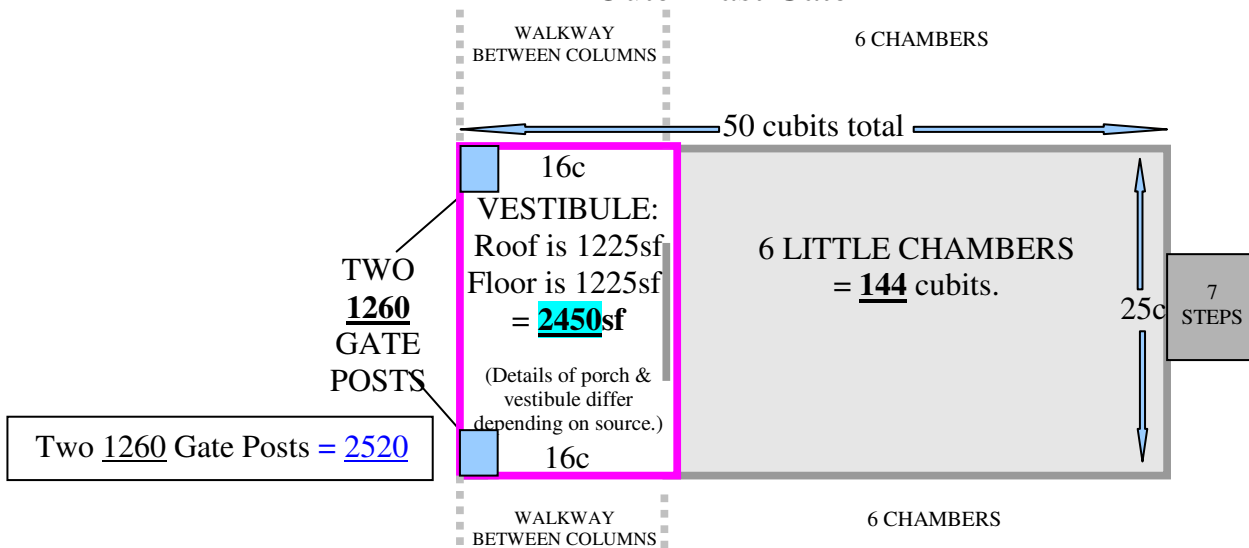 WALKWAY
BETWEEN COLUMNS
6 CHAMBERS
50 cubits total
16c
VESTIBULE:
Roof is 1225sf
Floor is 1225sf
= 2450sf
(Details of porch &
vestibule differ
depending on source.)
16c
TWO
1260
GATE
POSTS
6 LITTLE CHAMBERS
= 144 cubits.
25c
7
STEPS
Two 1260 Gate Posts = 2520
WALKWAY
BETWEEN COLUMNS
6 CHAMBERS